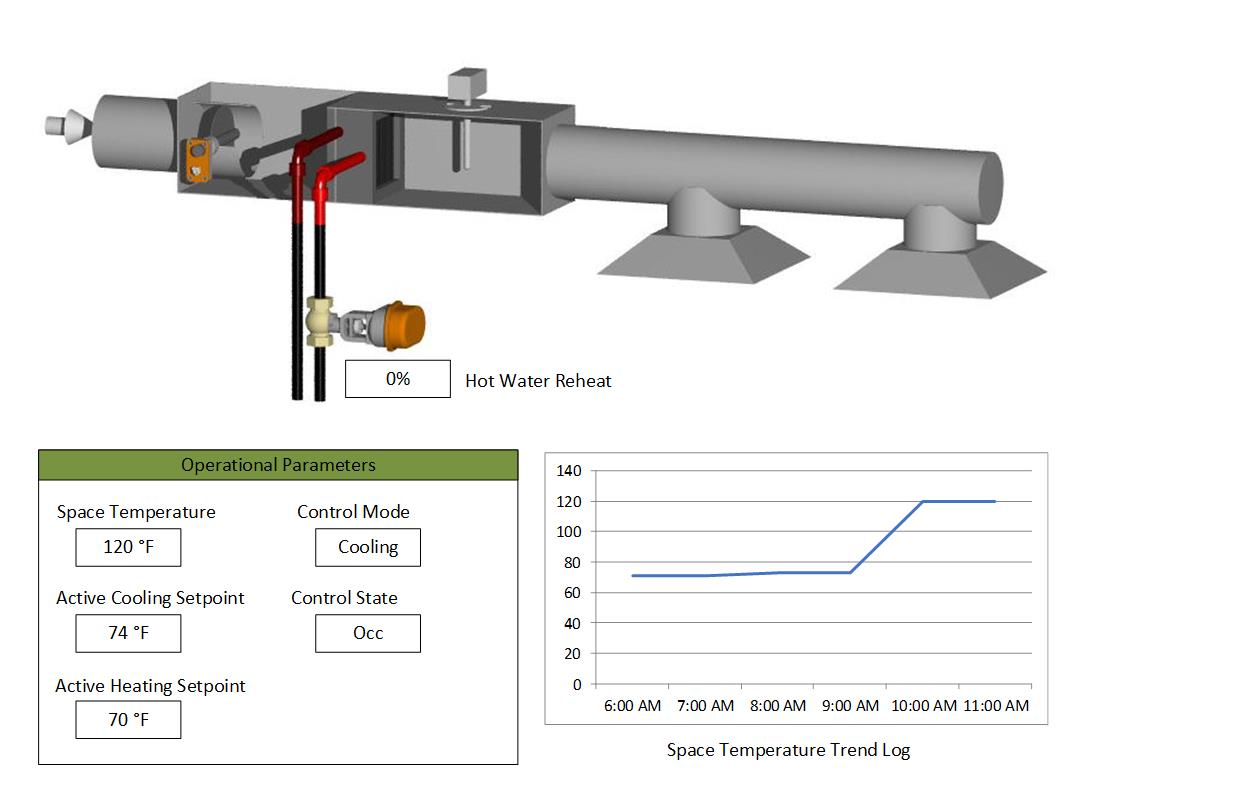 0%
Hot Water Reheat
Operational Parameters
Space Temperature
Control Mode
120 °F
Cooling
Active Cooling Setpoint
Control State
74 °F
Occ
Active Heating Setpoint
70 °F
140
120
100
80
60
40
20
0
6:00 AM 7:00 AM 8:00 AM 9:00 AM 10:00 AM 11:00 AM
Space Temperature Trend Log